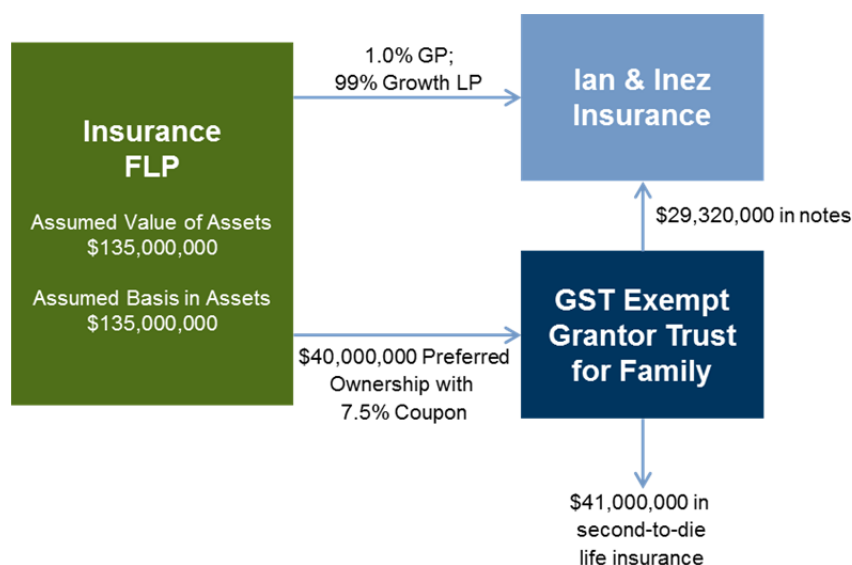 Insurance
FLP
Assumed Value of Assets
$135,000,000
Assumed Basis in Assets
$135,000,000
1.0% GP;
99% Growth LP
Ian & Inez
Insurance
$29,320,000 in notes
GST Exempt
Grantor Trust
for Family
$40,000,000 Preferred
Ownership with
7.5% Coupon
$41,000,000 in
second-to-die
life insurance